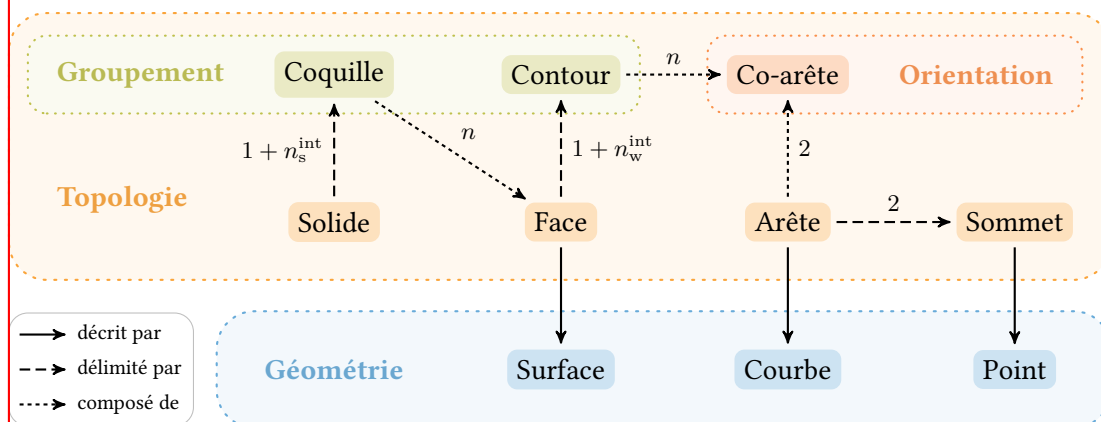 Groupement Coquille Contour n Co-arête Orientation
n
1 + n_s^int 1 + n_w^int 2
Topologie
Solide Face Arête 2 Sommet
décrit par
délimité par
composé de
Géométrie Surface Courbe Point